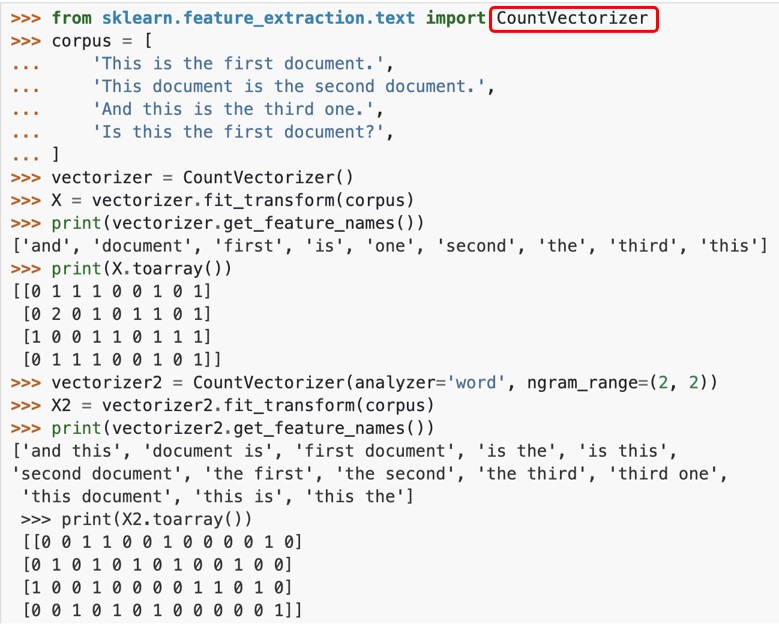 >>> from sklearn.feature_extraction.text import CountVectorizer
>>> corpus = [
...     'This is the first document.',
...     'This document is the second document.',
...     'And this is the third one.',
...     'Is this the first document?',
... ]
>>> vectorizer = CountVectorizer()
>>> X = vectorizer.fit_transform(corpus)
>>> print(vectorizer.get_feature_names())
['and', 'document', 'first', 'is', 'one', 'second', 'the', 'third', 'this']
>>> print(X.toarray())
[[0 1 1 1 0 0 1 0 1]
 [0 2 0 1 0 1 1 0 1]
 [1 0 0 1 1 0 1 1 1]
 [0 1 1 1 0 0 1 0 1]]
>>> vectorizer2 = CountVectorizer(analyzer='word', ngram_range=(2, 2))
>>> X2 = vectorizer2.fit_transform(corpus)
>>> print(vectorizer2.get_feature_names())
['and this', 'document is', 'first document', 'is the', 'is this',
'second document', 'the first', 'the second', 'the third', 'third one',
 'this document', 'this is', 'this the']
 >>> print(X2.toarray())
 [[0 0 1 1 0 0 1 0 0 0 0 1 0]
 [0 1 0 1 0 1 0 1 0 0 1 0 0]
 [1 0 0 1 0 0 0 0 1 1 0 1 0]
 [0 0 1 0 1 0 1 0 0 0 0 0 1]]